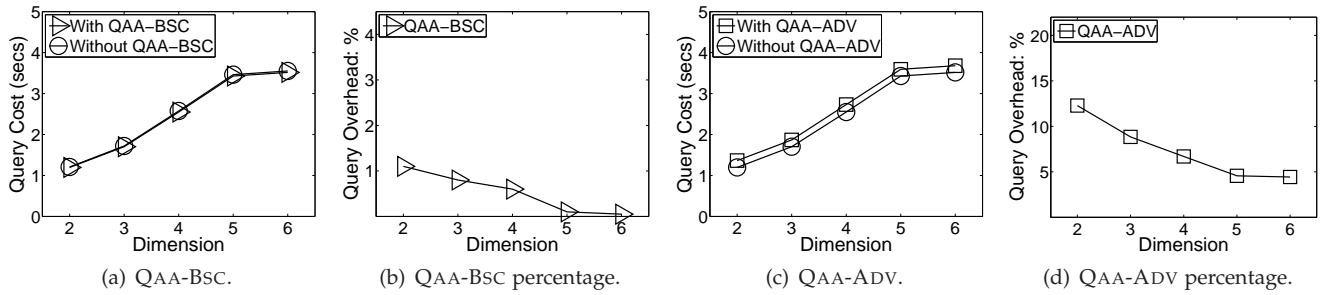 5
4
3
2
1
0
Query Cost (secs)
With QAA-BSC
Without QAA-BSC
2 3 4 5 6
Dimension
(a) QAA-BSC.
4
3
2
1
Query Overhead: %
QAA-BSC
2 3 4 5 6
Dimension
(b) QAA-BSC percentage.
5
4
3
2
1
0
Query Cost (secs)
With QAA-ADV
Without QAA-ADV
2 3 4 5 6
Dimension
(c) QAA-ADV.
20
15
10
5
Query Overhead: %
QAA-ADV
2 3 4 5 6
Dimension
(d) QAA-ADV percentage.